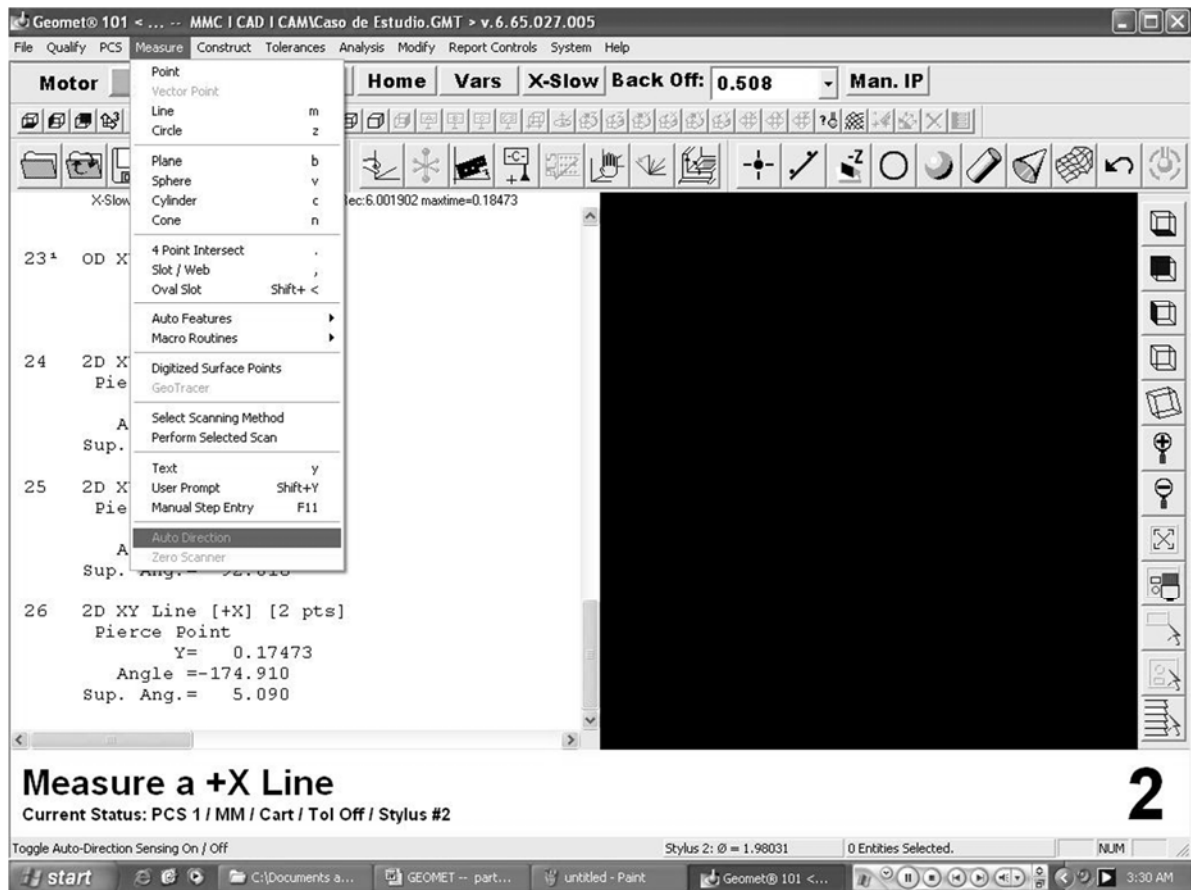 Geomet® 101 < ... -- MMC I CAD I CAM\Caso de Estudio.GMT > v.6.65.027.005
File Qualify PCS Measure Construct Tolerances Analysis Modify Report Controls System Help
Motor Home Vars X-Slow Back Off: 0.508 Man. IP
Point
Vector Point
Line m
Circle z
Plane b
Sphere v
Cylinder c
Cone n
4 Point Intersect .
Slot / Web ,
Oval Slot Shift+ <
Auto Features
Macro Routines
Digitized Surface Points
GeoTracer
Select Scanning Method
Perform Selected Scan
Text y
User Prompt Shift+Y
Manual Step Entry F11
Auto Direction
Zero Scanner
-C-
-Z
X-Slow ec:6.001902 maxtime=0.18473
23¹ OD X
24 2D X
Pie
A
Sup.
25 2D X
Pie
A
Sup. Ang.= 92.618
26 2D XY Line [+X] [2 pts]
Pierce Point
Y= 0.17473
Angle =-174.910
Sup. Ang.= 5.090
Measure a +X Line 2
Current Status: PCS 1 / MM / Cart / Tol Off / Stylus #2
Toggle Auto-Direction Sensing On / Off Stylus 2: Ø = 1.98031 0 Entities Selected. NUM
start C:\Documents a... GEOMET -- part... untitled - Paint Geomet® 101 <... 3:30 AM